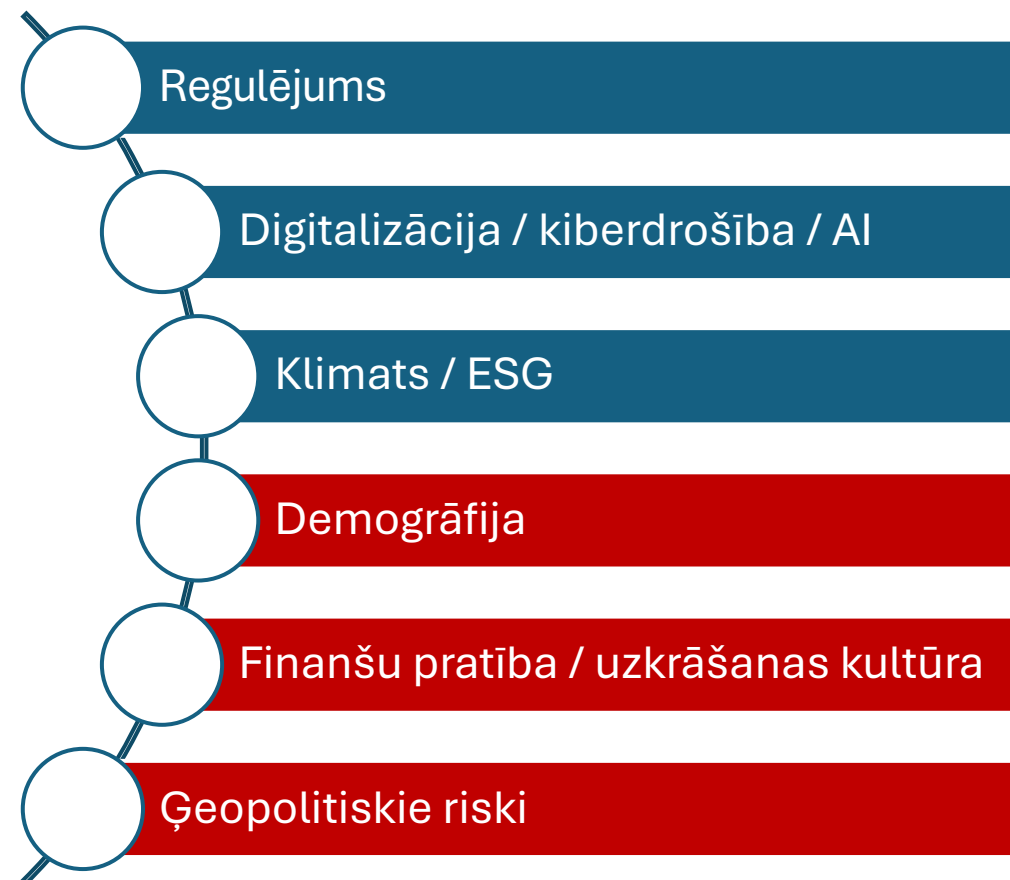 Regulējums
Digitalizācija / kiberdrošība / AI
Klimats / ESG
Demogrāfija
Finanšu pratība / uzkrāšanas kultūra
Ģeopolitiskie riski